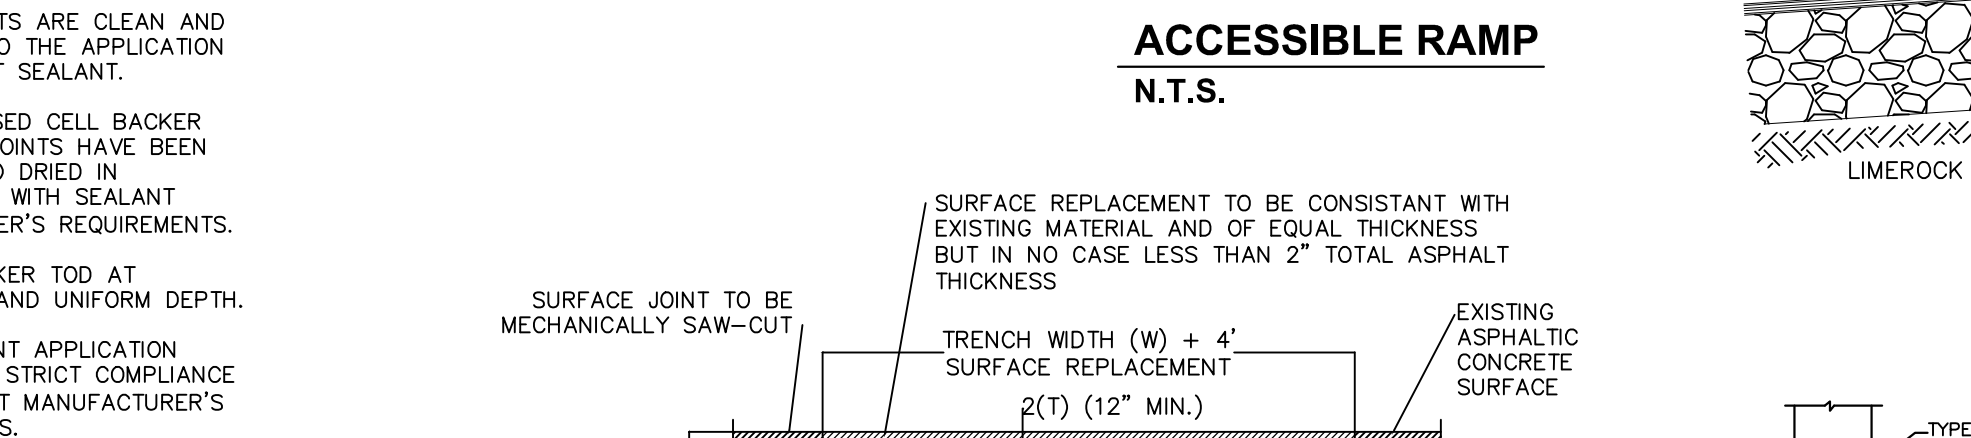 TS ARE CLEAN AND
O THE APPLICATION
T SEALANT.
SED CELL BACKER
OINTS HAVE BEEN
D DRIED IN
WITH SEALANT
ER'S REQUIREMENTS.
KER TOD AT
AND UNIFORM DEPTH.
NT APPLICATION
STRICT COMPLIANCE
T MANUFACTURER'S
S.
ACCESSIBLE RAMP
N.T.S.
SURFACE REPLACEMENT TO BE CONSISTANT WITH
EXISTING MATERIAL AND OF EQUAL THICKNESS
BUT IN NO CASE LESS THAN 2" TOTAL ASPHALT
THICKNESS
SURFACE JOINT TO BE
MECHANICALLY SAW-CUT
TRENCH WIDTH (W) + 4'
SURFACE REPLACEMENT
2(T) (12" MIN.)
EXISTING
ASPHALTIC
CONCRETE
SURFACE
LIMEROCK
TYPE